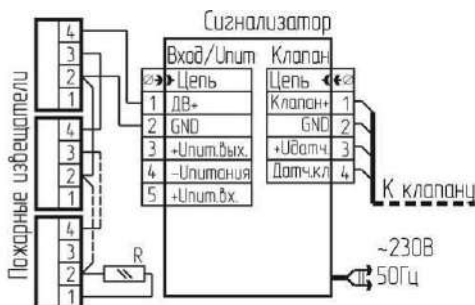 Сигнализатор
Пожарные извещатели
4
3
2
1
4
3
2
1
4
3
2
1
R
Вход/Uпит
Цепь
1 ДВ+
2 GND
3 +Uпит.вых.
4 -Uпитания
5 +Uпит.вх.
Клапан
Цепь
Клапан+ 1
GND 2
+Uдатч. 3
Датч.кл 4
К клапану
~230В
50Гц